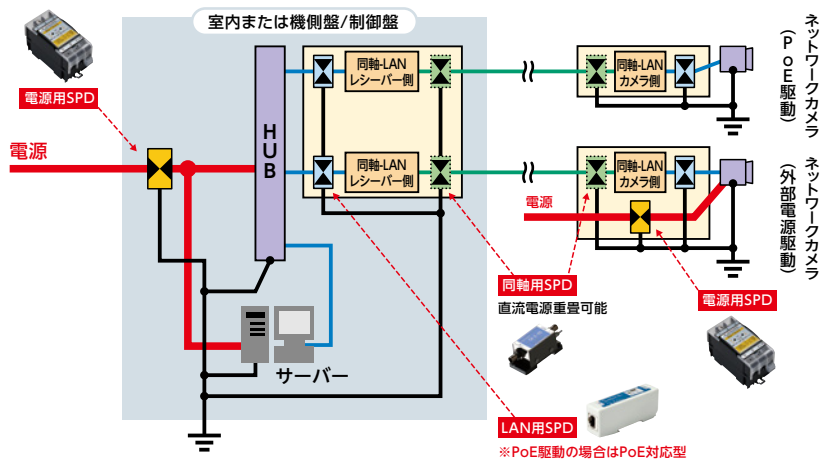 室内または機側盤/制御盤
電源用SPD
電源
HUB
同軸-LAN
レシーバー側
同軸-LAN
レシーバー側
同軸-LAN
カメラ側
ネットワークカメラ
(PoE駆動)
同軸-LAN
カメラ側
電源
ネットワークカメラ
(外部電源駆動)
同軸用SPD
直流電源重畳可能
電源用SPD
サーバー
LAN用SPD
※PoE駆動の場合はPoE対応型